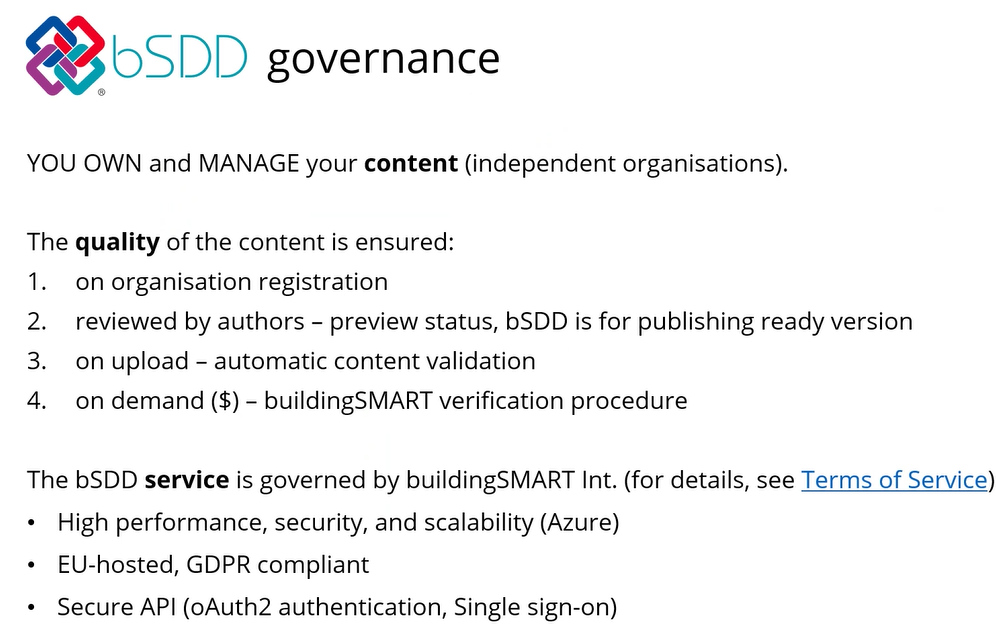 bSDD governance
®
YOU OWN and MANAGE your content (independent organisations).
The quality of the content is ensured:
1. on organisation registration
2. reviewed by authors – preview status, bSDD is for publishing ready version
3. on upload – automatic content validation
4. on demand ($) – buildingSMART verification procedure
The bSDD service is governed by buildingSMART Int. (for details, see Terms of Service)
• High performance, security, and scalability (Azure)
• EU-hosted, GDPR compliant
• Secure API (oAuth2 authentication, Single sign-on)